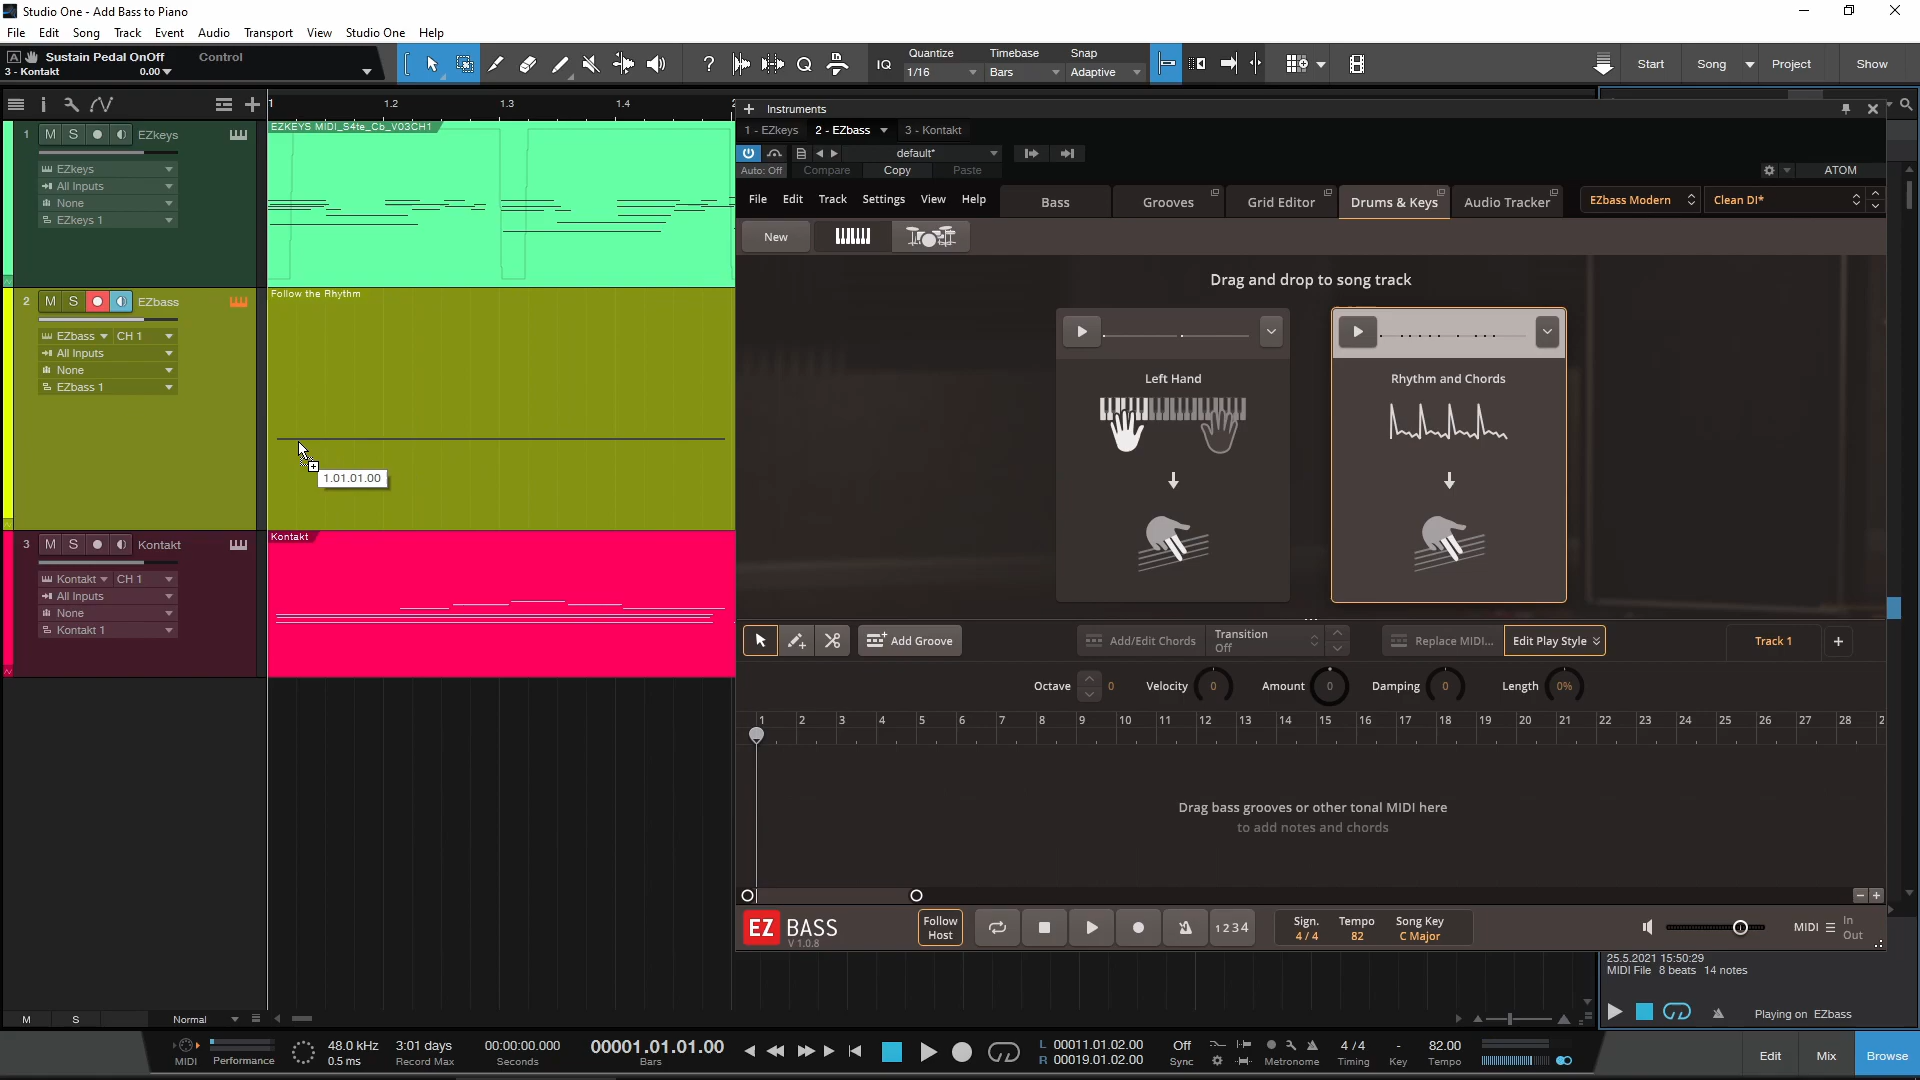 Studio One - Add Bass to Piano
File Edit Song Track Event Audio Transport View Studio One Help
A Sustain Pedal OnOff Control
3 - Kontakt 0.00
IQ Quantize 1/16 Timebase Bars Snap Adaptive
Start Song Project Show
1 1.2 1.3 1.4 2
1 M S EZkeys
EZkeys
All Inputs
None
EZkeys 1
EZKEYS MIDI_S4te_Cb_V03CH1
2 M S EZbass
EZbass CH 1
All Inputs
None
EZbass 1
Follow the Rhythm
1.01.01.00
3 M S Kontakt
Kontakt CH 1
All Inputs
None
Kontakt 1
Kontakt
Instruments
1 - EZkeys 2 - EZbass 3 - Kontakt
default*
Auto: Off Compare Copy Paste ATOM
File Edit Track Settings View Help
Bass Grooves Grid Editor Drums & Keys Audio Tracker EZbass Modern Clean DI*
New
Drag and drop to song track
Left Hand
Rhythm and Chords
Add Groove Add/Edit Chords Transition Off Replace MIDI... Edit Play Style Track 1
Octave 0 Velocity 0 Amount 0 Damping 0 Length 0%
1 2 3 4 5 6 7 8 9 10 11 12 13 14 15 16 17 18 19 20 21 22 23 24 25 26 27 28 2
Drag bass grooves or other tonal MIDI here
to add notes and chords
EZ BASS
V 1.0.8
Follow Host
1 2 3 4
Sign. 4 / 4
Tempo 82
Song Key C Major
MIDI In Out
25.5.2021 15:50:29
MIDI File 8 beats 14 notes
Playing on EZbass
M S Normal
MIDI Performance
48.0 kHz
0.5 ms
3:01 days
Record Max
00:00:00.000
Seconds
00001.01.01.00
Bars
L 00011.01.02.00
R 00019.01.02.00
Off
Sync
Metronome
4 / 4
Timing
-
Key
82.00
Tempo
Edit Mix Browse